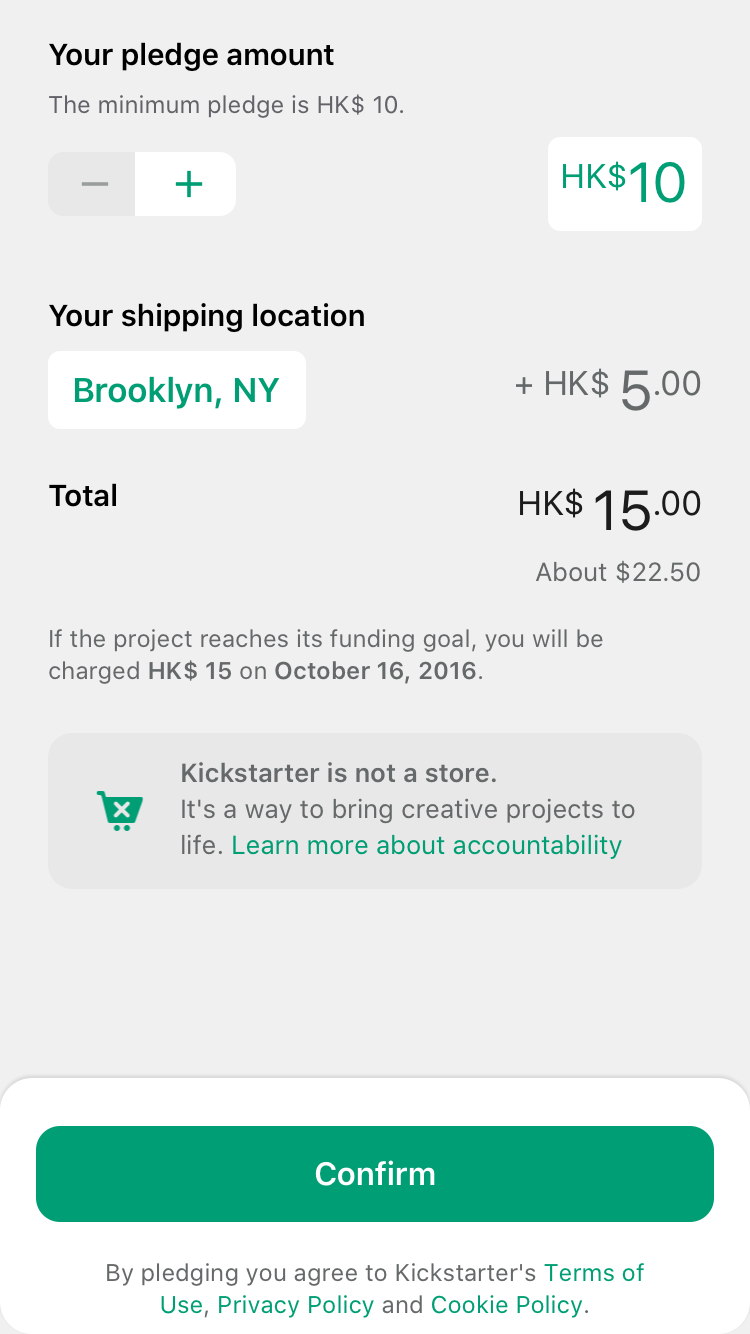 Your pledge amount
The minimum pledge is HK$ 10.
HK$10
Your shipping location
Brooklyn, NY
+ HK$ 5.00
Total
HK$ 15.00
About $22.50
If the project reaches its funding goal, you will be
charged HK$ 15 on October 16, 2016.
Kickstarter is not a store.
It's a way to bring creative projects to
life. Learn more about accountability
Confirm
By pledging you agree to Kickstarter's Terms of
Use, Privacy Policy and Cookie Policy.